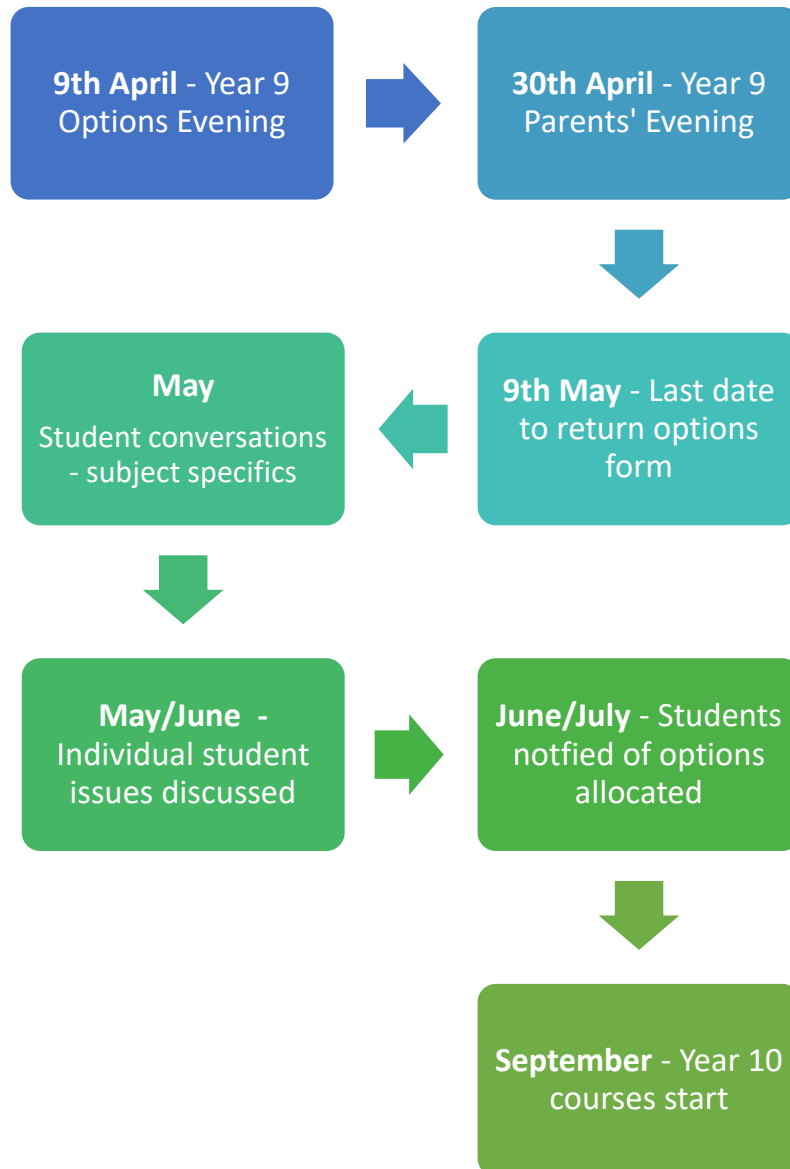 9th April - Year 9
Options Evening
30th April - Year 9
Parents' Evening
9th May - Last date
to return options
form
May
Student conversations
- subject specifics
May/June  -
Individual student
issues discussed
June/July - Students
notfied of options
allocated
September - Year 10
courses start